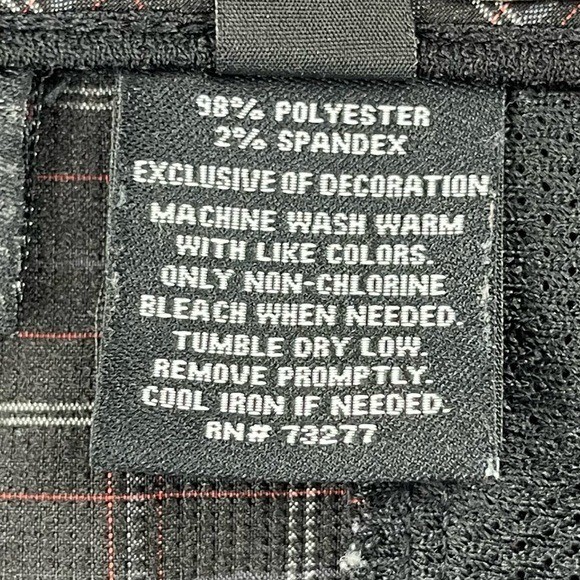 98% POLYESTER
2% SPANDEX
EXCLUSIVE OF DECORATION
MACHINE WASH WARM
WITH LIKE COLORS.
ONLY NON-CHLORINE
BLEACH WHEN NEEDED.
TUMBLE DRY LOW.
REMOVE PROMPTLY.
COOL IRON IF NEEDED.
RN# 73277